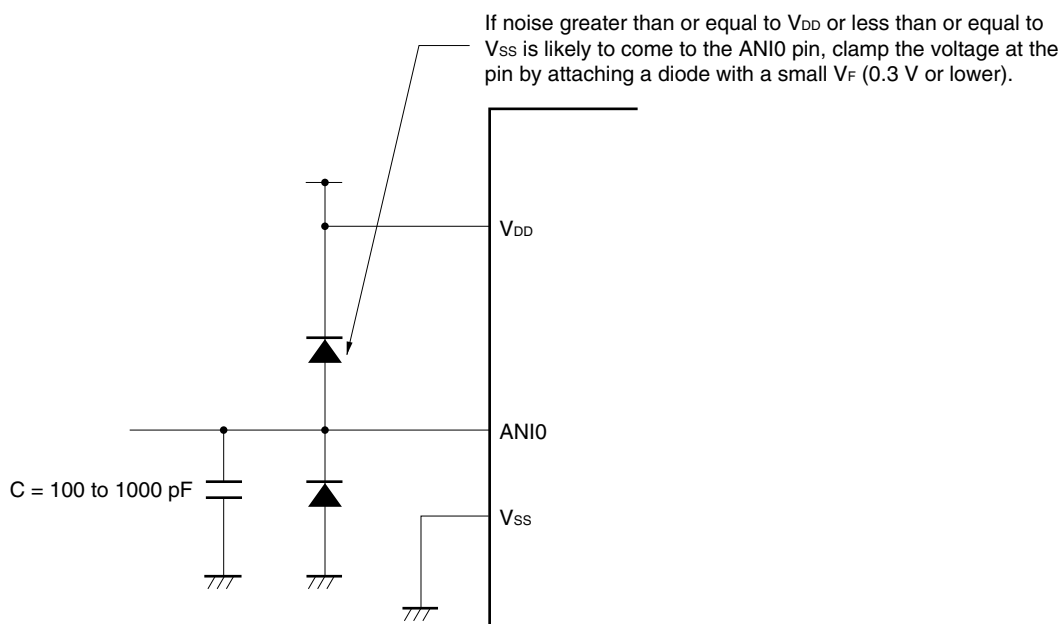 If noise greater than or equal to VDD or less than or equal to
VSS is likely to come to the ANI0 pin, clamp the voltage at the
pin by attaching a diode with a small VF (0.3 V or lower).
VDD
ANI0
C = 100 to 1000 pF
VSS